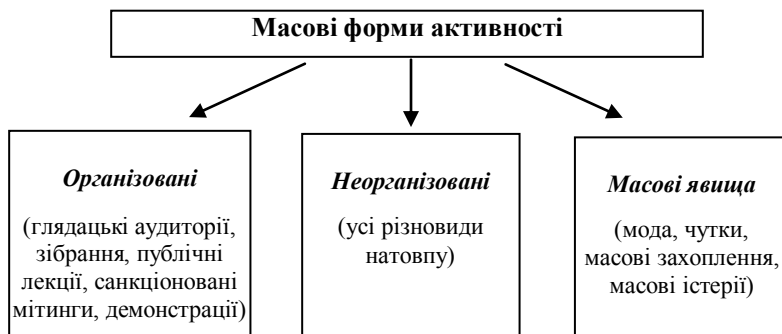 Масові форми активності
Організовані
(глядацькі аудиторії,
зібрання, публічні
лекції, санкціоновані
мітинги, демонстрації)
Неорганізовані
(усі різновиди
натовпу)
Масові явища
(мода, чутки,
масові захоплення,
масові істерії)